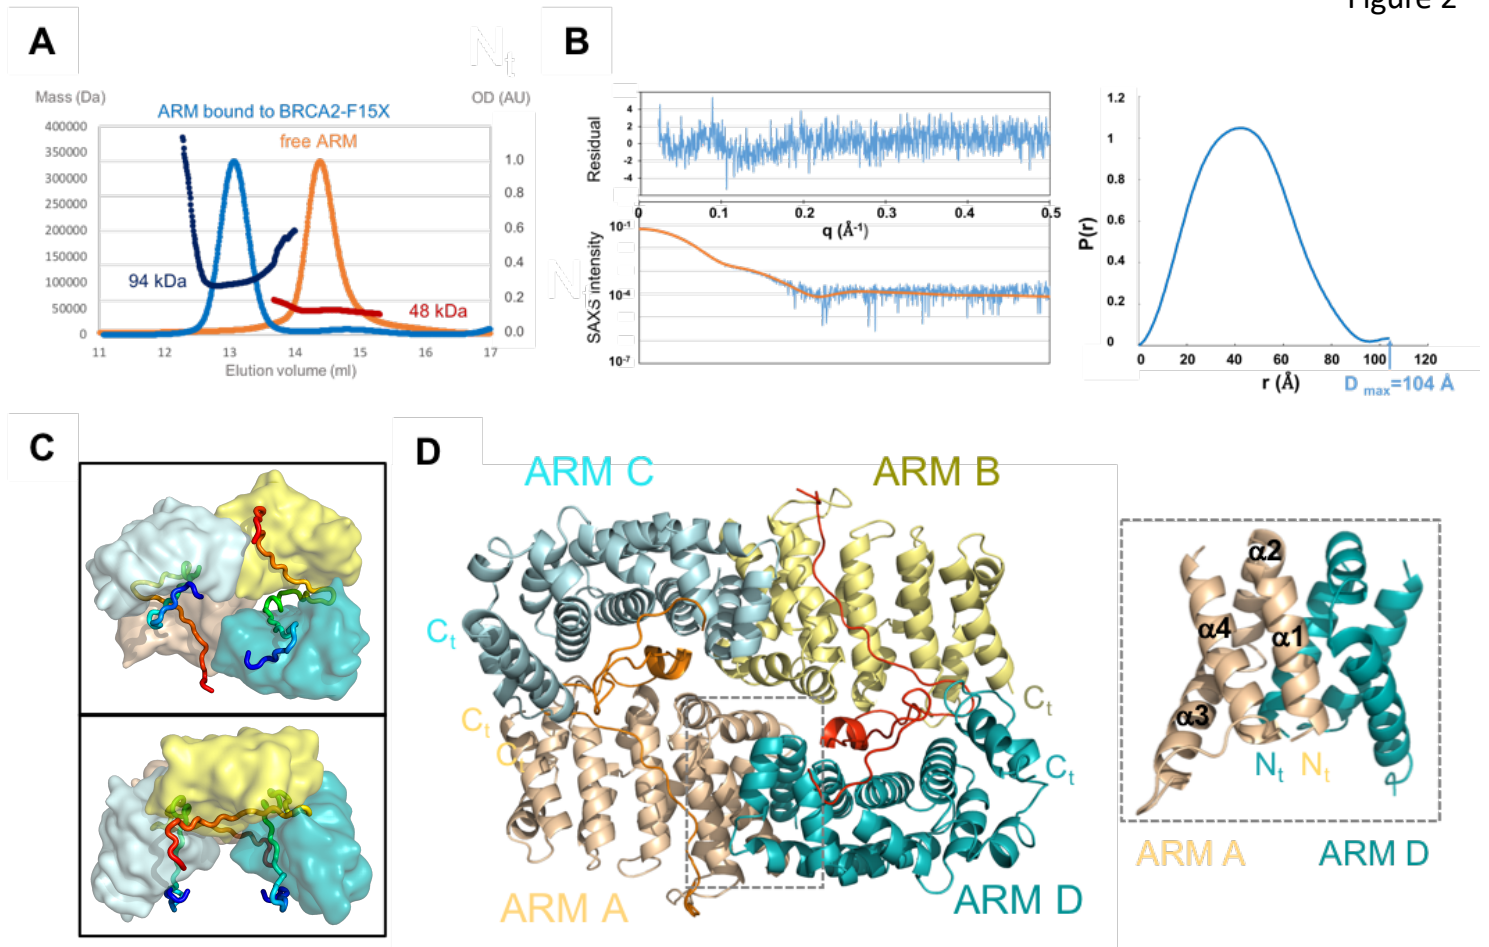 Figure 2
A
N t
B
Mass (Da)
OD (AU)
ARM bound to BRCA2-F15X
free ARM
400000
350000
300000
250000
200000
150000
100000
50000
0
1.0
0.8
0.6
0.4
0.2
0.0
94 kDa
48 kDa
11 12 13 14 15 16 17
Elution volume (ml)
Residual
4
2
0
-2
-4
0 0.1 0.2 0.3 0.4 0.5
q (Å-1)
SAXS intensity
10-1
10-4
10-7
P(r)
1.2
1
0.8
0.6
0.4
0.2
0
0 20 40 60 80 100 120
r (Å)
D max=104 Å
C
D
ARM C
ARM B
Ct
Ct
C
Ct
Ct
ARM A
ARM D
α2
α4
α1
α3
Nt Nt
ARM A
ARM D